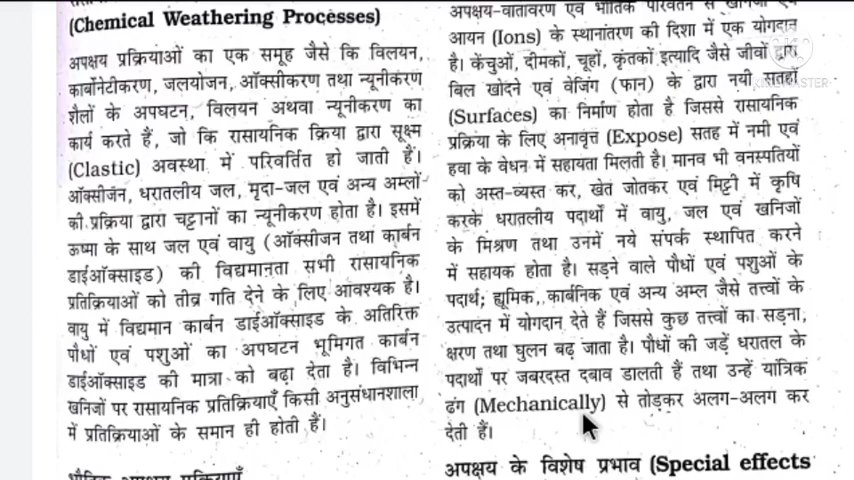 (Chemical Weathering Processes)
अपक्षय प्रक्रियाओं का एक समूह जैसे कि विलयन,
कार्बोनेटीकरण, जलयोजन, ऑक्सीकरण तथा न्यूनीकरण
शैलों के अपघटन, विलयन अथवा न्यूनीकरण का
कार्य करते हैं, जो कि रासायनिक क्रिया द्वारा सूक्ष्म
(Clastic) अवस्था में परिवर्तित हो जाती हैं।
ऑक्सीजन, धरातलीय जल, मृदा-जल एवं अन्य अम्लों
की प्रक्रिया द्वारा चट्टानों का न्यूनीकरण होता है। इसमें
ऊष्मा के साथ जल एवं वायु (ऑक्सीजन तथा कार्बन
डाईऑक्साइड) की विद्यमानता सभी रासायनिक
प्रतिक्रियाओं को तीव्र गति देने के लिए आवश्यक है।
वायु में विद्यमान कार्बन डाईऑक्साइड के अतिरिक्त
पौधों एवं पशुओं का अपघटन भूमिगत कार्बन
डाईऑक्साइड की मात्रा को बढ़ा देता है। विभिन्न
खनिजों पर रासायनिक प्रतिक्रियाएँ किसी अनुसंधानशाला
में प्रतिक्रियाओं के समान ही होती हैं।
भौतिक अपक्षय प्रक्रियाएँ
अपक्षय-वातावरण एवं भौतिक परिवर्तन से खनिजों एवं
आयन (Ions) के स्थानांतरण की दिशा में एक योगदान
है। केंचुओं, दीमकों, चूहों, कृंतकों इत्यादि जैसे जीवों द्वारा
बिल खोदने एवं वेजिंग (फान) के द्वारा नयी सतहों
(Surfaces) का निर्माण होता है जिससे रासायनिक
प्रक्रिया के लिए अनावृत्त (Expose) सतह में नमी एवं
हवा के वेधन में सहायता मिलती है। मानव भी वनस्पतियों
को अस्त-व्यस्त कर, खेत जोतकर एवं मिट्टी में कृषि
करके धरातलीय पदार्थों में वायु, जल एवं खनिजों
के मिश्रण तथा उनमें नये संपर्क स्थापित करने
में सहायक होता है। सड़ने वाले पौधों एवं पशुओं के
पदार्थ; ह्यूमिक, कार्बनिक एवं अन्य अम्ल जैसे तत्त्वों के
उत्पादन में योगदान देते हैं जिससे कुछ तत्त्वों का सड़ना,
क्षरण तथा घुलन बढ़ जाता है। पौधों की जड़ें धरातल के
पदार्थों पर जबरदस्त दबाव डालती हैं तथा उन्हें यांत्रिक
ढंग (Mechanically) से तोड़कर अलग-अलग कर
देती हैं।
अपक्षय के विशेष प्रभाव (Special effects